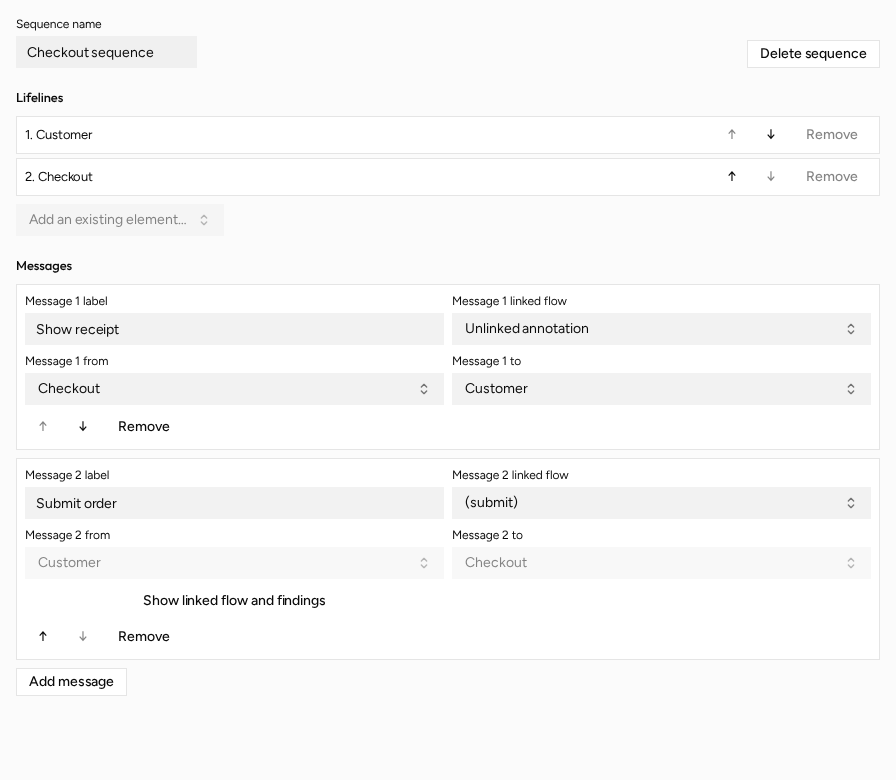 Sequence name
Checkout sequence
Delete sequence
Lifelines
1. Customer
↑ ↓ Remove
2. Checkout
↑ ↓ Remove
Add an existing element...
Messages
Message 1 label
Message 1 linked flow
Show receipt
Unlinked annotation
Message 1 from
Message 1 to
Checkout
Customer
↑ ↓ Remove
Message 2 label
Message 2 linked flow
Submit order
(submit)
Message 2 from
Message 2 to
Customer
Checkout
Show linked flow and findings
↑ ↓ Remove
Add message